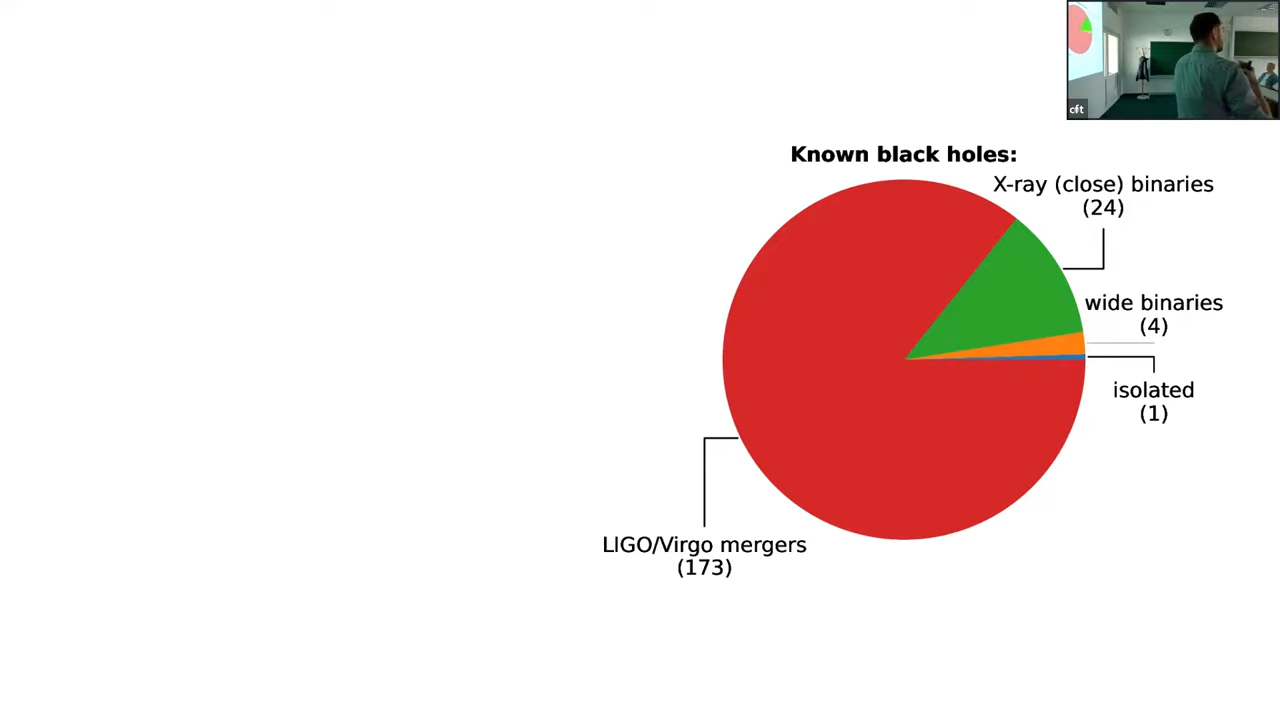 cft
Known black holes:
X-ray (close) binaries
(24)
wide binaries
(4)
isolated
(1)
LIGO/Virgo mergers
(173)